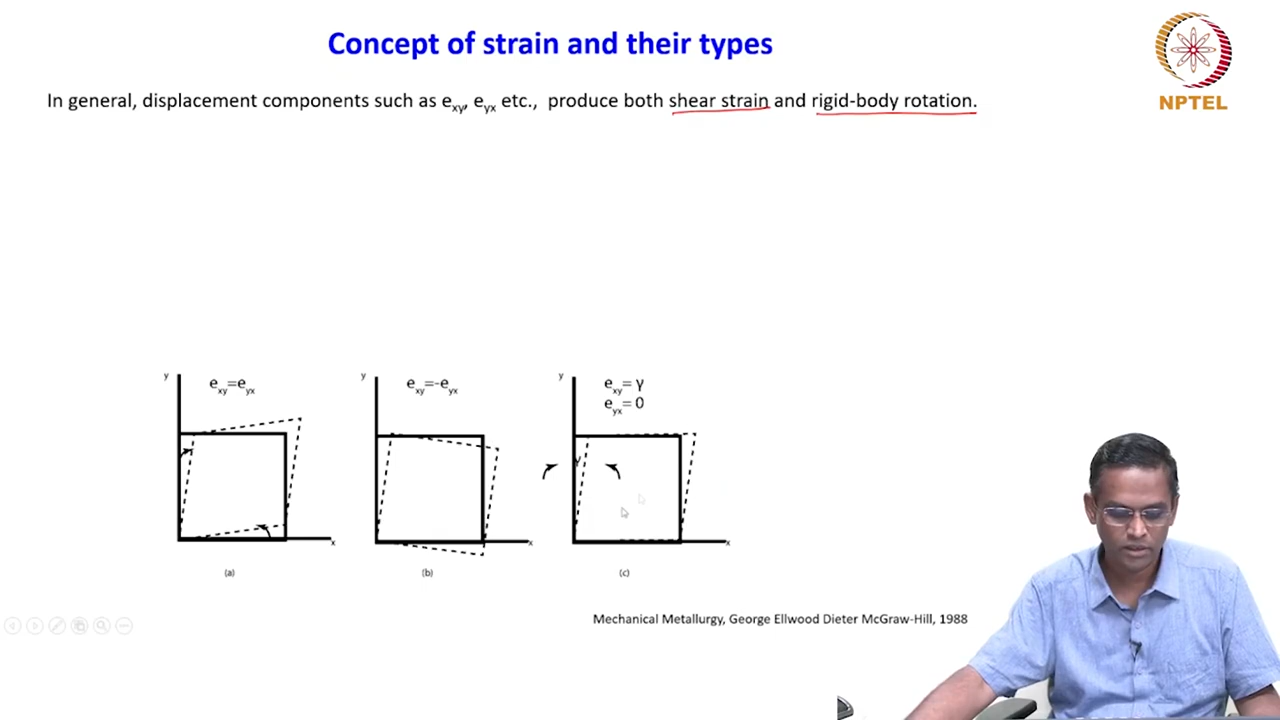 Concept of strain and their types
NPTEL
In general, displacement components such as exy, eyx etc., produce both shear strain and rigid-body rotation.
y
exy=eyx
x
(a)
y
exy=-eyx
x
(b)
y
exy= γ
eyx= 0
γ
x
(c)
Mechanical Metallurgy, George Ellwood Dieter McGraw-Hill, 1988